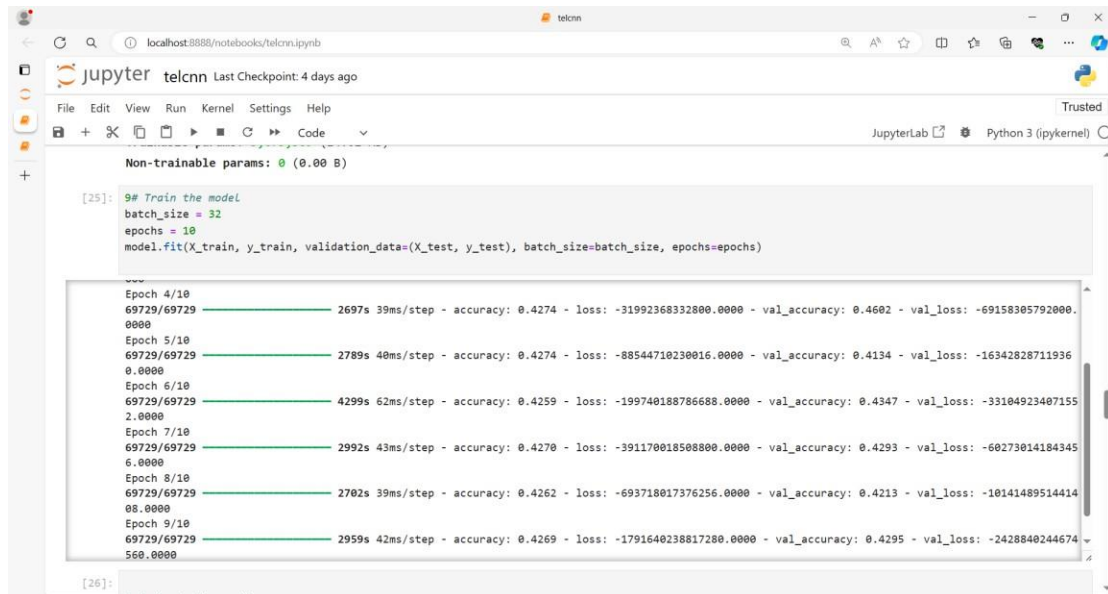 telcnn
localhost:8888/notebooks/telcnn.ipynb
jupyter telcnn Last Checkpoint: 4 days ago
File Edit View Run Kernel Settings Help
Trusted
Code
JupyterLab
Python 3 (ipykernel)
Non-trainable params: 0 (0.00 B)
[25]:
9# Train the model
batch_size = 32
epochs = 10
model.fit(X_train, y_train, validation_data=(X_test, y_test), batch_size=batch_size, epochs=epochs)
Epoch 4/10
69729/69729 2697s 39ms/step - accuracy: 0.4274 - loss: -31992368332800.0000 - val_accuracy: 0.4602 - val_loss: -69158305792000.
0000
Epoch 5/10
69729/69729 2789s 40ms/step - accuracy: 0.4274 - loss: -88544710230016.0000 - val_accuracy: 0.4134 - val_loss: -16342828711936
0.0000
Epoch 6/10
69729/69729 4299s 62ms/step - accuracy: 0.4259 - loss: -199740188786688.0000 - val_accuracy: 0.4347 - val_loss: -33104923407155
2.0000
Epoch 7/10
69729/69729 2992s 43ms/step - accuracy: 0.4270 - loss: -391170018508800.0000 - val_accuracy: 0.4293 - val_loss: -60273014184345
6.0000
Epoch 8/10
69729/69729 2702s 39ms/step - accuracy: 0.4262 - loss: -693718017376256.0000 - val_accuracy: 0.4213 - val_loss: -10141489514414
08.0000
Epoch 9/10
69729/69729 2959s 42ms/step - accuracy: 0.4269 - loss: -1791640238817280.0000 - val_accuracy: 0.4295 - val_loss: -2428840244674
560.0000
[26]: